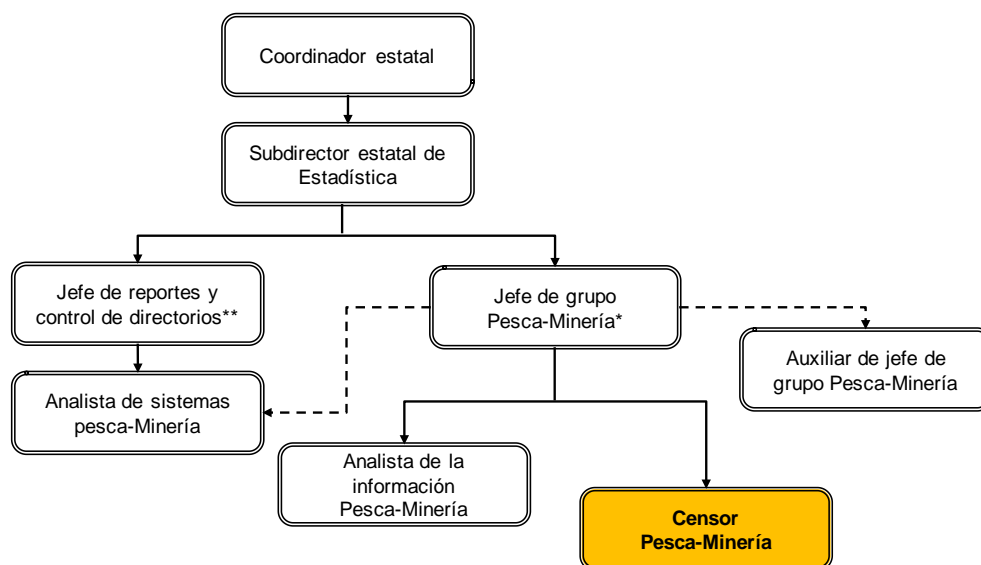 Coordinador estatal
Subdirector estatal de
Estadística
Jefe de reportes y
control de directorios**
Jefe de grupo
Pesca-Minería*
Auxiliar de jefe de
grupo Pesca-Minería
Analista de sistemas
pesca-Minería
Analista de la
información
Pesca-Minería
Censor
Pesca-Minería